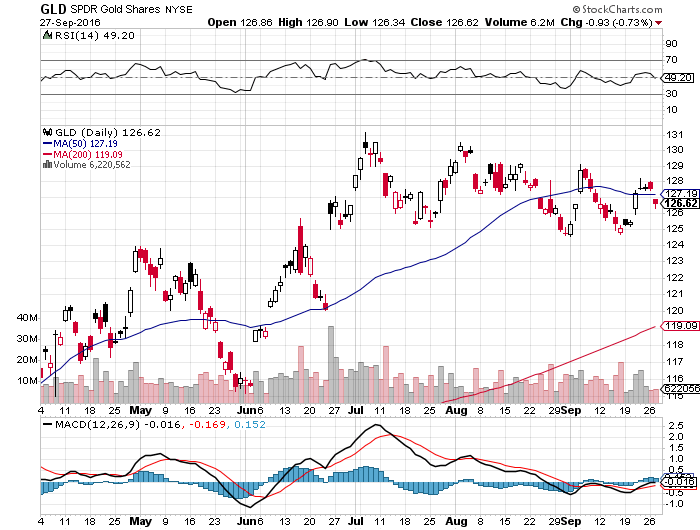 GLD SPDR Gold Shares NYSE © StockCharts.com
27-Sep-2016 Open 126.86 High 126.90 Low 126.34 Close 126.62 Volume 6.2M Chg -0.93 (-0.73%)
RSI(14) 49.20
90
70
49.20
30
10
GLD (Daily) 126.62
MA(50) 127.19
MA(200) 119.09
Volume 6,220,562
131
130
129
128
127.19
126.62
126
125
124
123
122
121
120
119.09
118
117
116
115
6220562
40M
30M
20M
10M
4 11 18 25 May 9 16 23 Jun 6 13 20 27 Jul 11 18 25 Aug 8 15 22 29 Sep 12 19 26
MACD(12,26,9) -0.016, -0.169, 0.152
2.5
2.0
1.5
1.0
0.5
-0.016
-0.5
-1.0
4 11 18 25 May 9 16 23 Jun 6 13 20 27 Jul 11 18 25 Aug 8 15 22 29 Sep 12 19 26